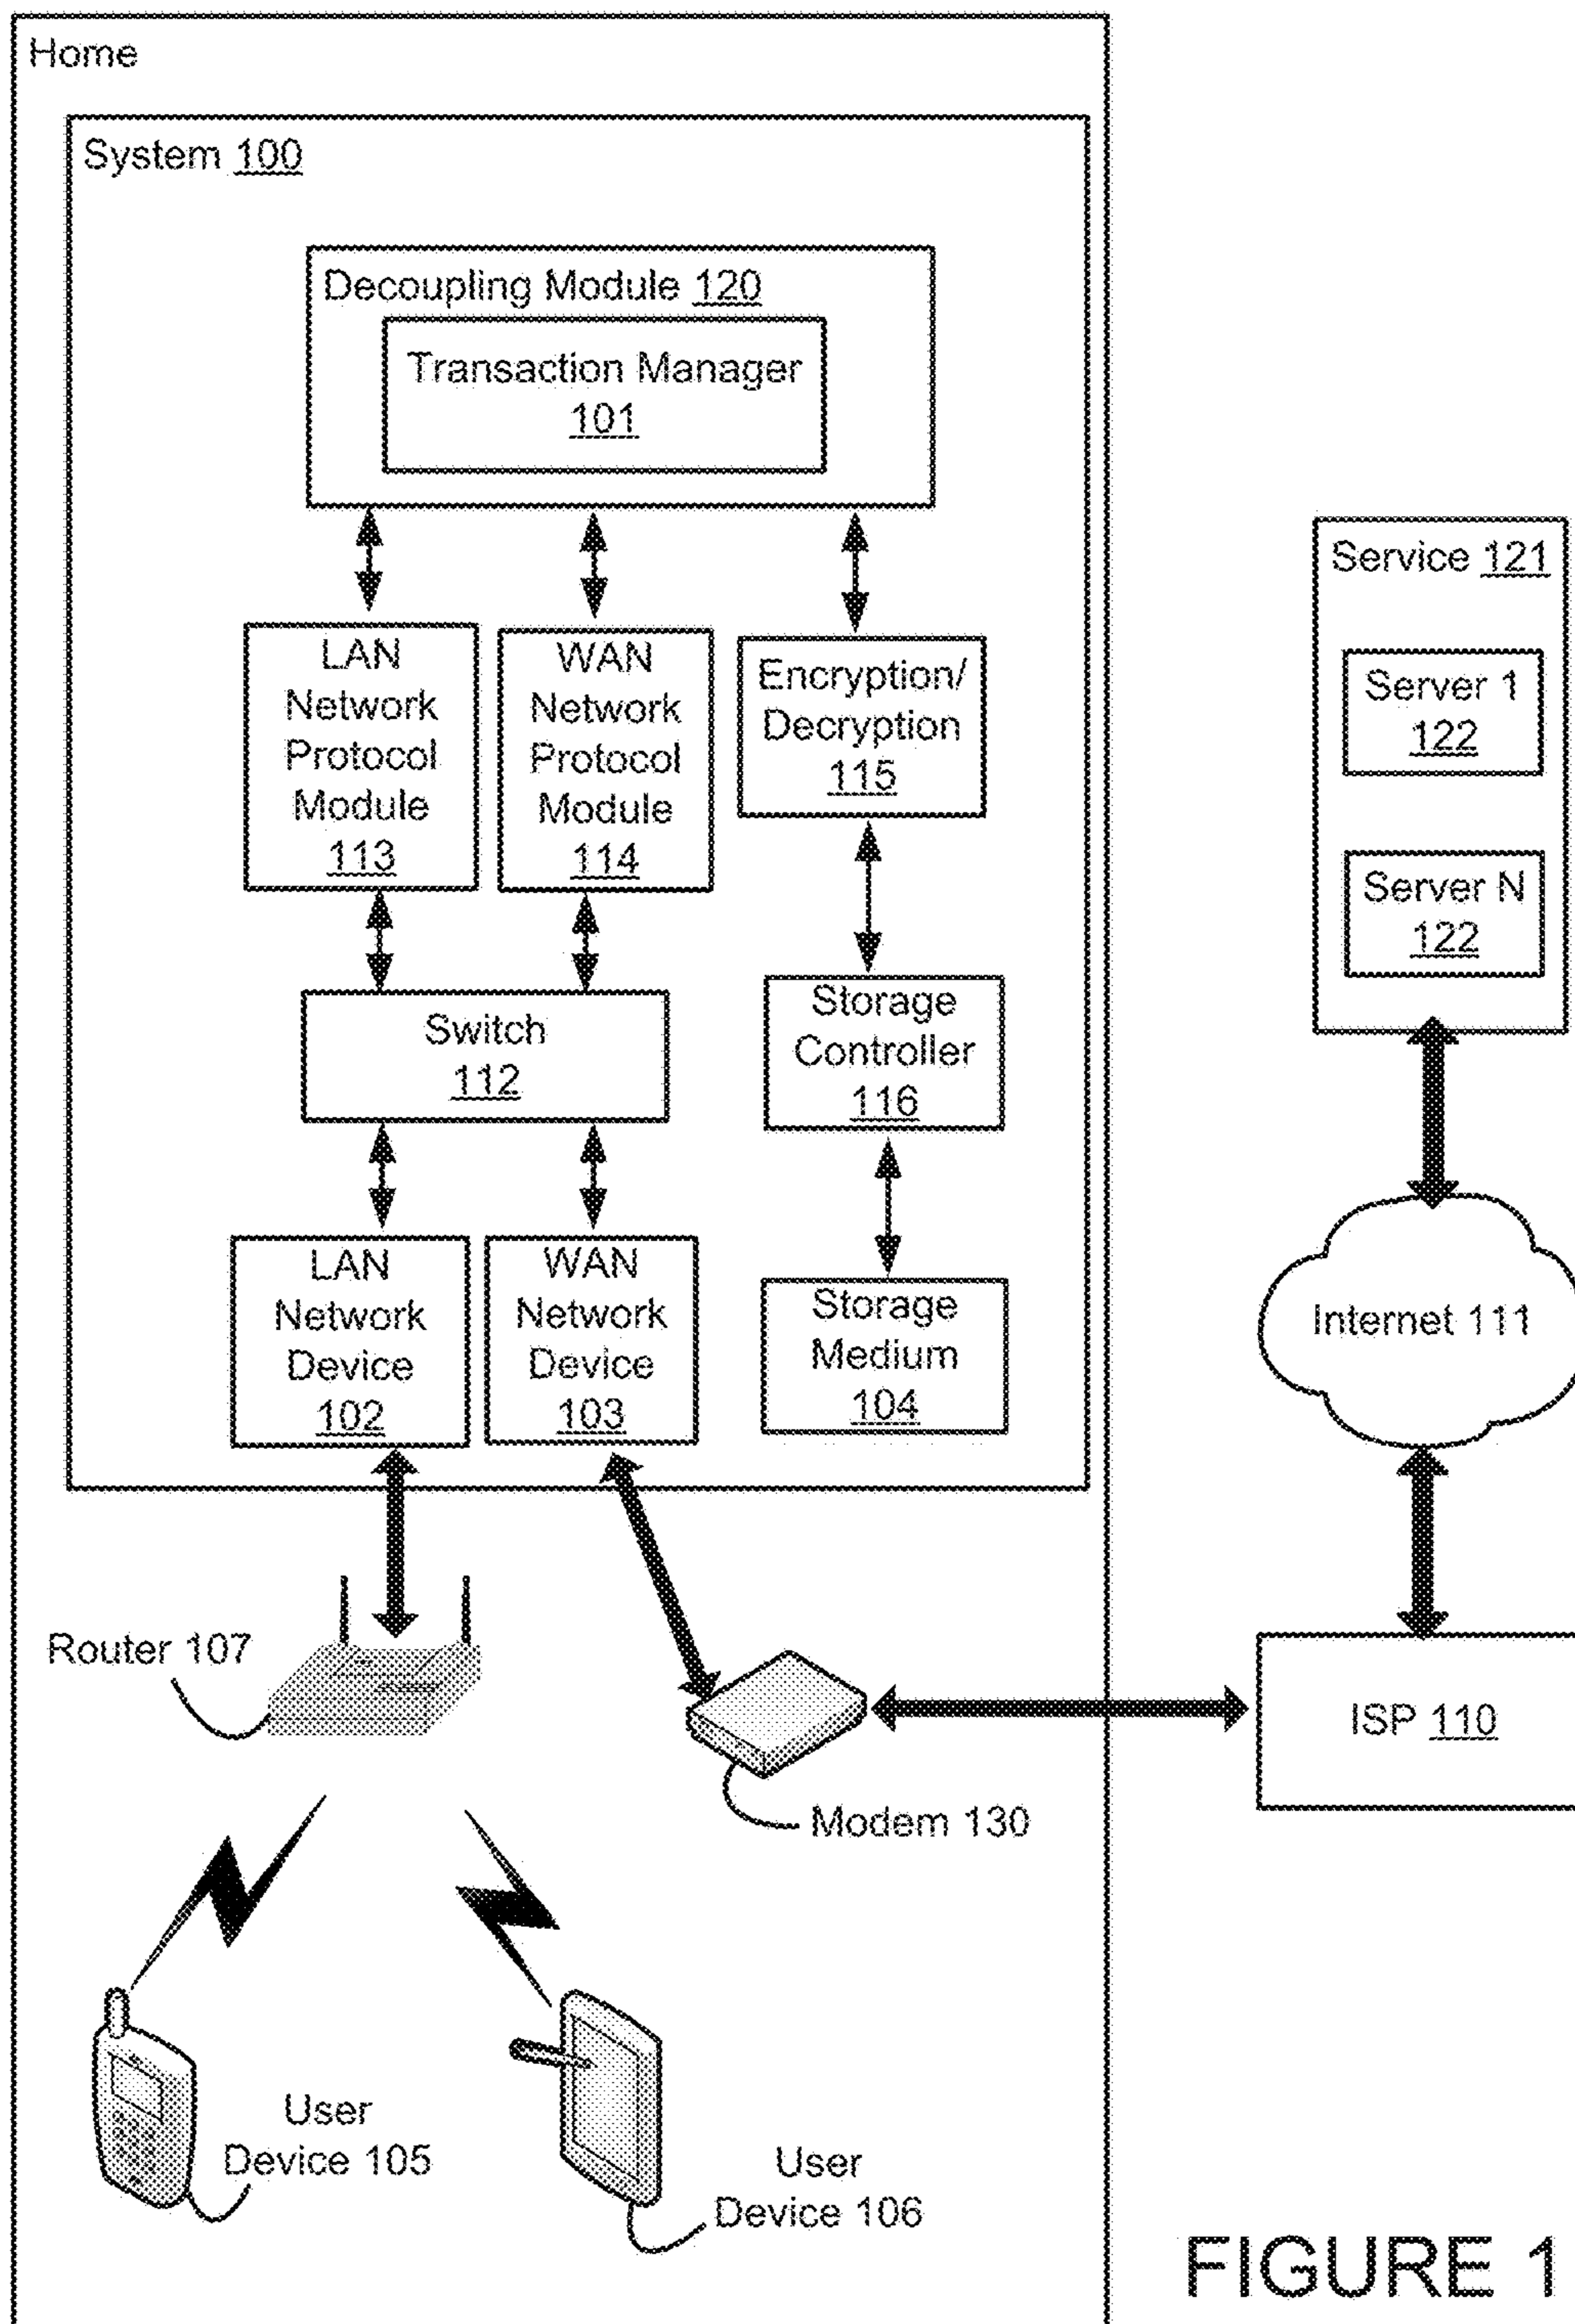 Home
System 100
Decoupling Module 120
Transaction Manager
101
LAN
Network
Protocol
Module
113
WAN
Network
Protocol
Module
114
Encryption/
Decryption
115
Switch
112
Storage
Controller
116
LAN
Network
Device
102
WAN
Network
Device
103
Storage
Medium
104
Service 121
Server 1
122
Server N
122
Internet 111
ISP 110
Router 107
Modem 130
User
Device 105
User
Device 106
FIGURE 1